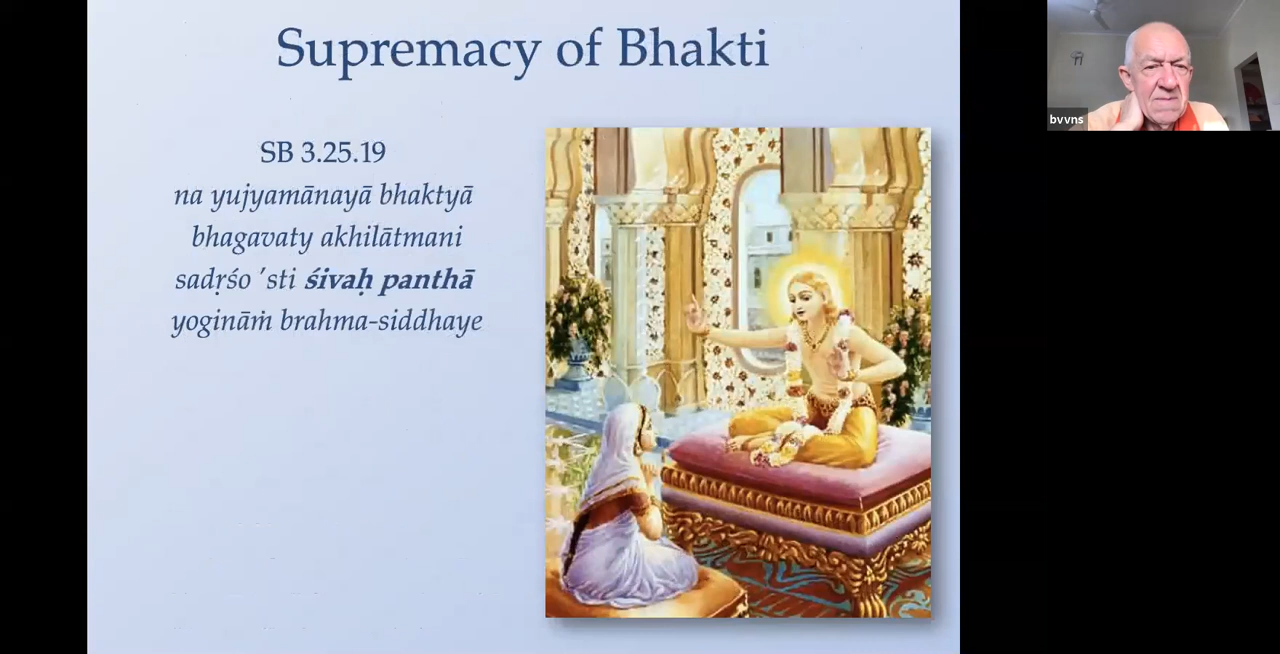 Supremacy of Bhakti
SB 3.25.19
na yujyamānayā bhaktyā
bhagavaty akhilātmani
sadṛśo ’sti śivaḥ panthā
yogināṁ brahma-siddhaye
bvvns